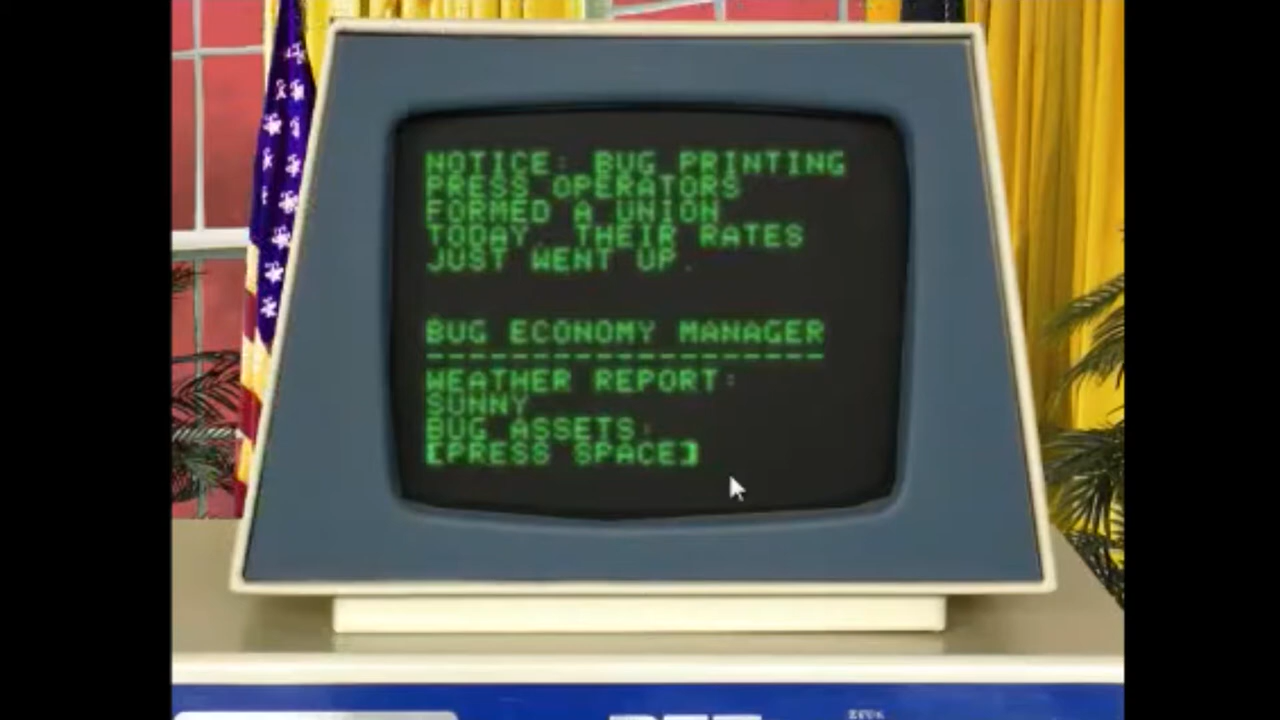 NOTICE: BUG PRINTING
PRESS OPERATORS
FORMED A UNION
TODAY. THEIR RATES
JUST WENT UP.
BUG ECONOMY MANAGER
-------------------
WEATHER REPORT:
SUNNY
BUG ASSETS:
[PRESS SPACE]